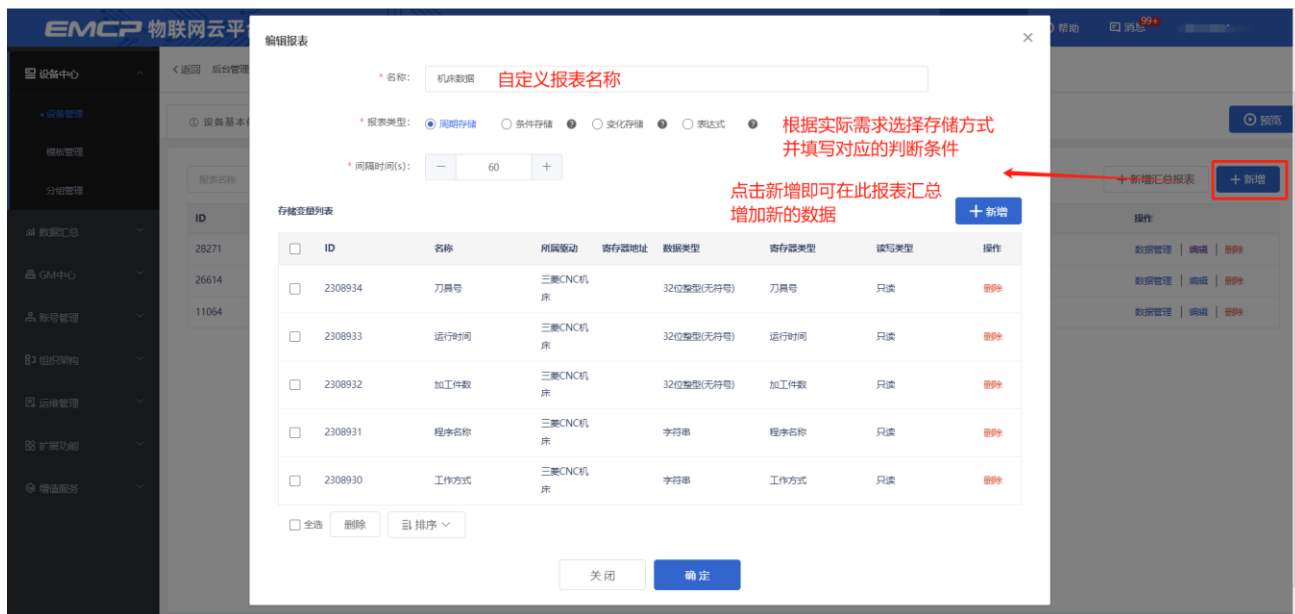 EMCP 物联网云平
帮助
消息
99+
设备中心
设备管理
模板管理
分组管理
数据汇总
GM中心
账号管理
组织架构
运维管理
扩展功能
增值服务
返回 后台管理
① 设备基本
预览
报表名称
+ 新增汇总报表
+ 新增
ID
操作
28271
数据管理 | 编辑 | 删除
26614
数据管理 | 编辑 | 删除
11064
数据管理 | 编辑 | 删除
编辑报表
* 名称: 机床数据
自定义报表名称
* 报表类型: 周期存储 条件存储 变化存储 表达式
根据实际需求选择存储方式
并填写对应的判断条件
* 间隔时间(s): — 60 +
点击新增即可在此报表汇总
增加新的数据
存储变量列表
+ 新增
ID 名称 所属驱动 寄存器地址 数据类型 寄存器类型 读写类型 操作
2308934 刀具号 三菱CNC机床 32位整型(无符号) 刀具号 只读 删除
2308933 运行时间 三菱CNC机床 32位整型(无符号) 运行时间 只读 删除
2308932 加工件数 三菱CNC机床 32位整型(无符号) 加工件数 只读 删除
2308931 程序名称 三菱CNC机床 字符串 程序名称 只读 删除
2308930 工作方式 三菱CNC机床 字符串 工作方式 只读 删除
全选 删除 排序
关闭 确定